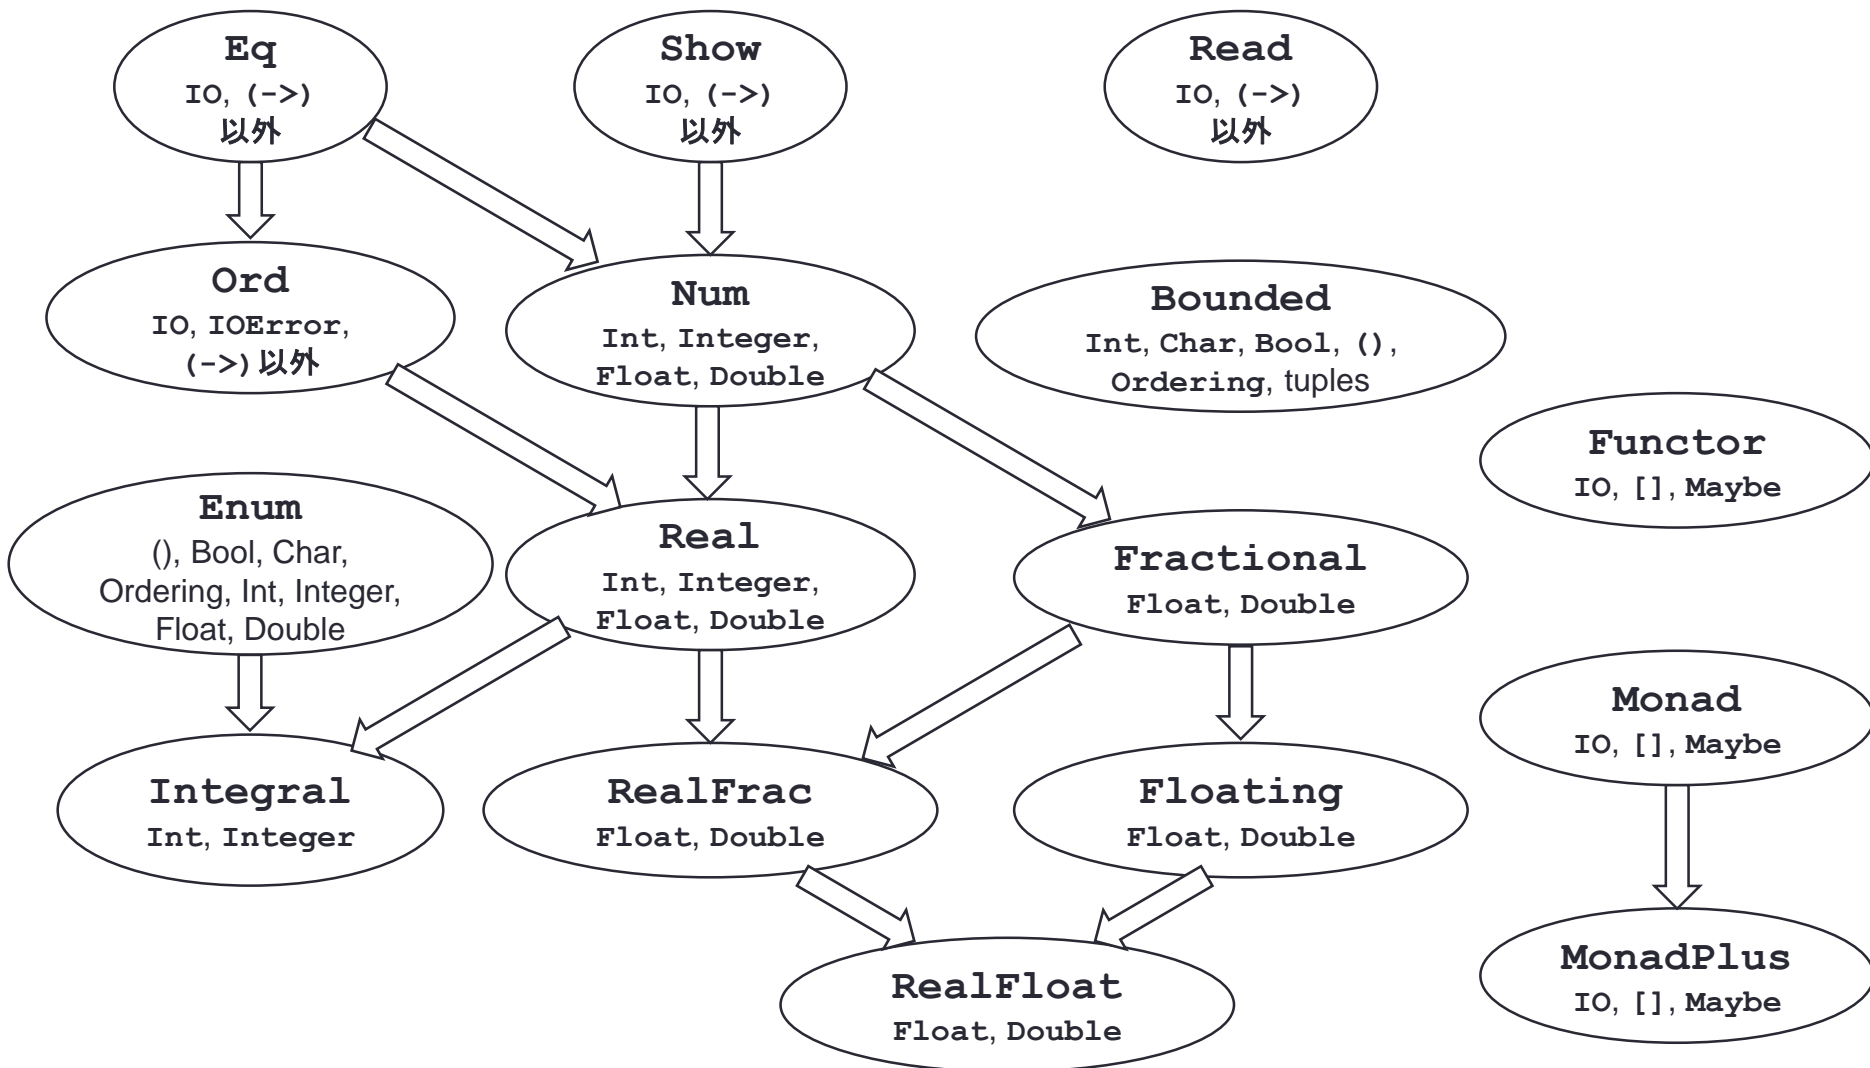 Eq
IO, (->)
以外
Show
IO, (->)
以外
Read
IO, (->)
以外
Ord
IO, IOError,
(->)以外
Num
Int, Integer,
Float, Double
Bounded
Int, Char, Bool, (),
Ordering, tuples
Functor
IO, [], Maybe
Enum
(), Bool, Char,
Ordering, Int, Integer,
Float, Double
Real
Int, Integer,
Float, Double
Fractional
Float, Double
Monad
IO, [], Maybe
Integral
Int, Integer
RealFrac
Float, Double
Floating
Float, Double
RealFloat
Float, Double
MonadPlus
IO, [], Maybe